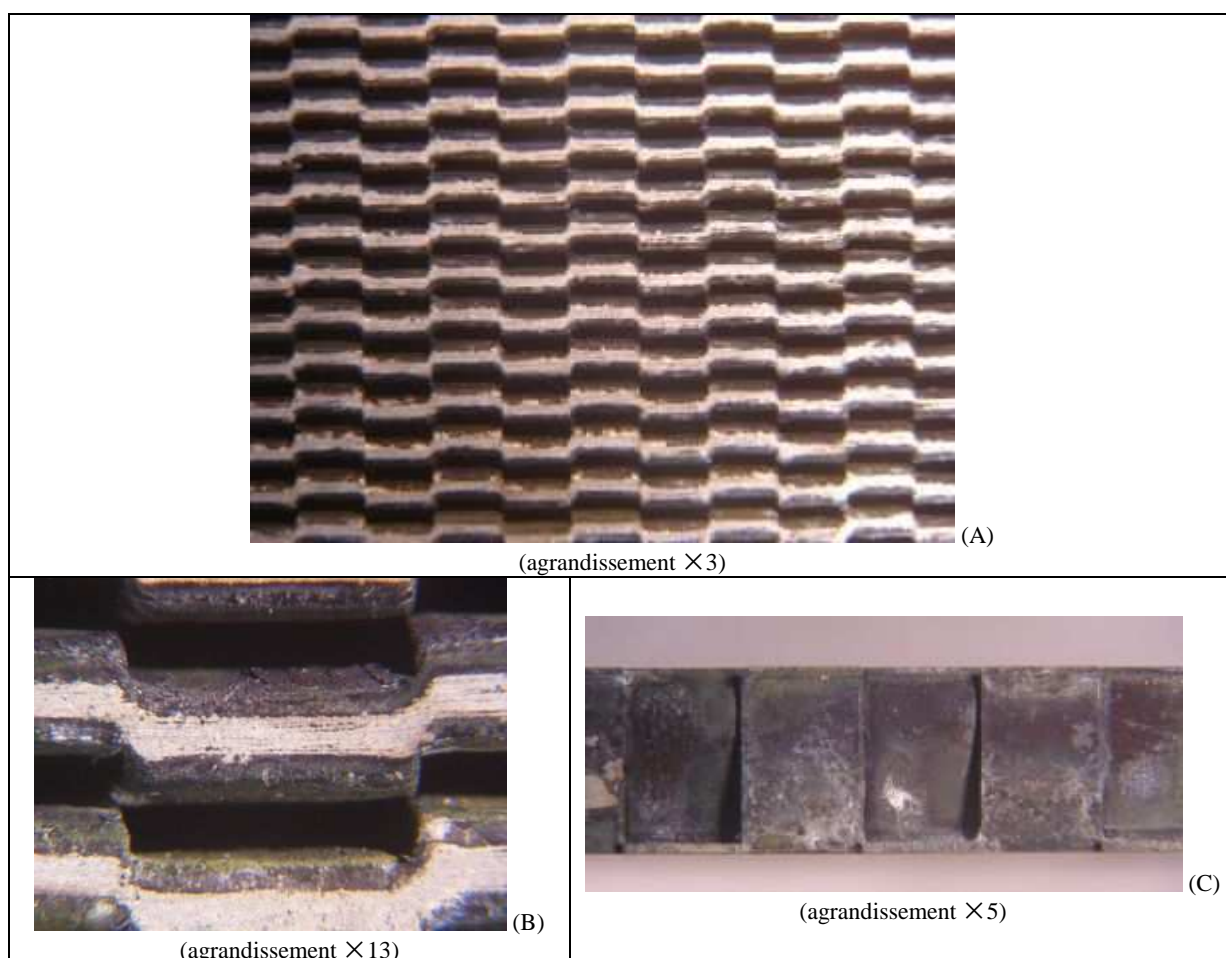 (A)
(agrandissement ×3)
(B)
(agrandissement ×13)
(C)
(agrandissement ×5)